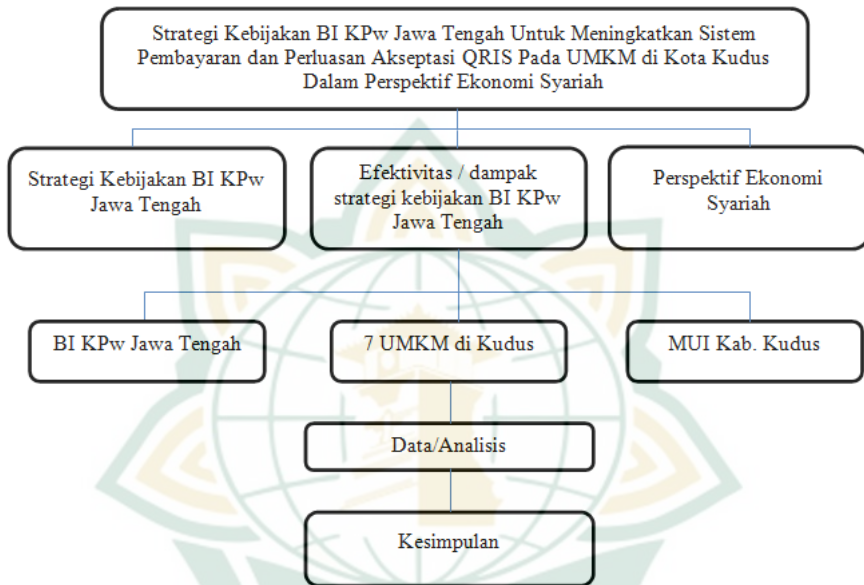 Strategi Kebijakan BI KPw Jawa Tengah Untuk Meningkatkan Sistem
Pembayaran dan Perluasan Akseptasi QRIS Pada UMKM di Kota Kudus
Dalam Perspektif Ekonomi Syariah
Strategi Kebijakan BI KPw
Jawa Tengah
Efektivitas / dampak
strategi kebijakan BI KPw
Jawa Tengah
Perspektif Ekonomi
Syariah
BI KPw Jawa Tengah
7 UMKM di Kudus
MUI Kab. Kudus
Data/Analisis
Kesimpulan